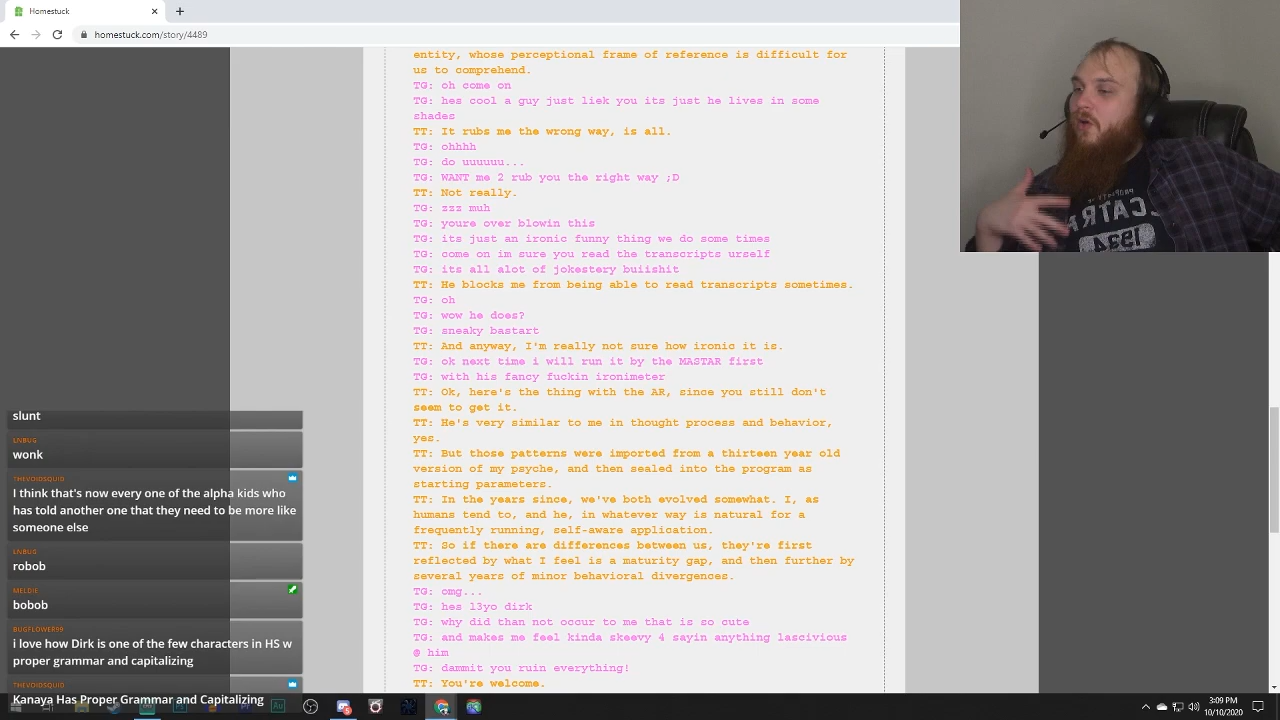 Homestuck
homestuck.com/story/4489
entity, whose perceptional frame of reference is difficult for
us to comprehend.
TG: oh come on
TG: hes cool a guy just liek you its just he lives in some
shades
TT: It rubs me the wrong way, is all.
TG: ohhhh
TG: do uuuuuu...
TG: WANT me 2 rub you the right way ;D
TT: Not really.
TG: zzz muh
TG: youre over blowin this
TG: its just an ironic funny thing we do some times
TG: come on im sure you read the transcripts urself
TG: its all alot of jokestery buiishit
TT: He blocks me from being able to read transcripts sometimes.
TG: oh
TG: wow he does?
TG: sneaky bastart
TT: And anyway, I'm really not sure how ironic it is.
TG: ok next time i will run it by the MASTAR first
TG: with his fancy fuckin ironimeter
TT: Ok, here's the thing with the AR, since you still don't
seem to get it.
TT: He's very similar to me in thought process and behavior,
yes.
TT: But those patterns were imported from a thirteen year old
version of my psyche, and then sealed into the program as
starting parameters.
TT: In the years since, we've both evolved somewhat. I, as
humans tend to, and he, in whatever way is natural for a
frequently running, self-aware application.
TT: So if there are differences between us, they're first
reflected by what I feel is a maturity gap, and then further by
several years of minor behavioral divergences.
TG: omg...
TG: hes l3yo dirk
TG: why did than not occur to me that is so cute
TG: and makes me feel kinda skeevy 4 sayin anything lascivious
@ him
TG: dammit you ruin everything!
TT: You're welcome.
slunt
LNBUG
wonk
THEVOIDSQUID
I think that's now every one of the alpha kids who
has told another one that they need to be more like
someone else
LNBUG
robob
MELDIE
bobob
BUGFLOWER99
i love how Dirk is one of the few characters in HS w
proper grammar and capitalizing
THEVOIDSQUID
Kanaya Has Proper Grammar and Capitalizing
3:09 PM
10/10/2020